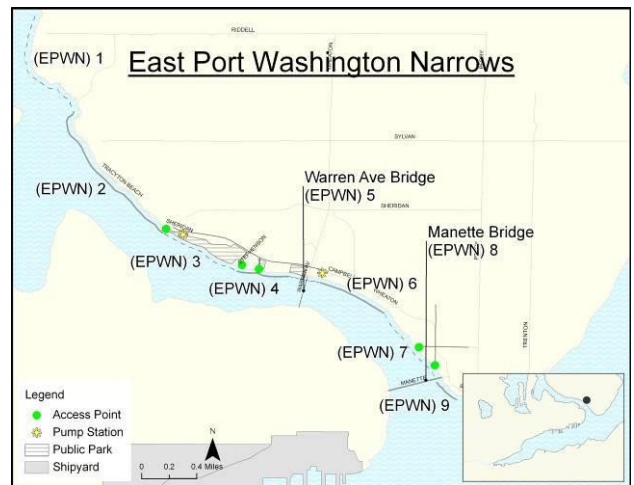 RIDDELL
(EPWN) 1
East Port Washington Narrows
SYLVAN
TRACYTON BEACH
Warren Ave Bridge
(EPWN) 5
(EPWN) 2
SHERIDAN
Manette Bridge
(EPWN) 8
SHERIDAN
STEPHENSON
(EPWN) 3
(EPWN) 4
CAMPBELL
(EPWN) 6
WHEATON
TRENTON
(EPWN) 7
MANETTE
(EPWN) 9
Legend
Access Point
Pump Station
Public Park
Shipyard
N
0 0.2 0.4 Miles